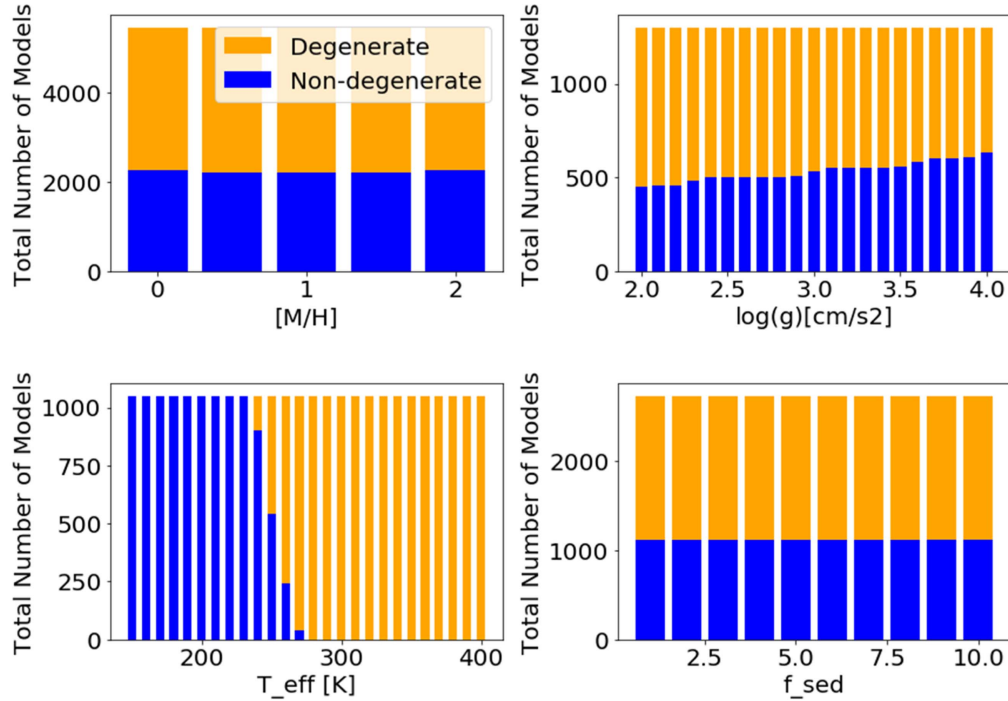 Total Number of Models
4000
2000
0
Degenerate
Non-degenerate
0
1
2
[M/H]
Total Number of Models
1000
500
0
2.0
2.5
3.0
3.5
4.0
log(g)[cm/s2]
Total Number of Models
1000
750
500
250
0
200
300
400
T_eff [K]
Total Number of Models
2000
1000
0
2.5
5.0
7.5
10.0
f_sed